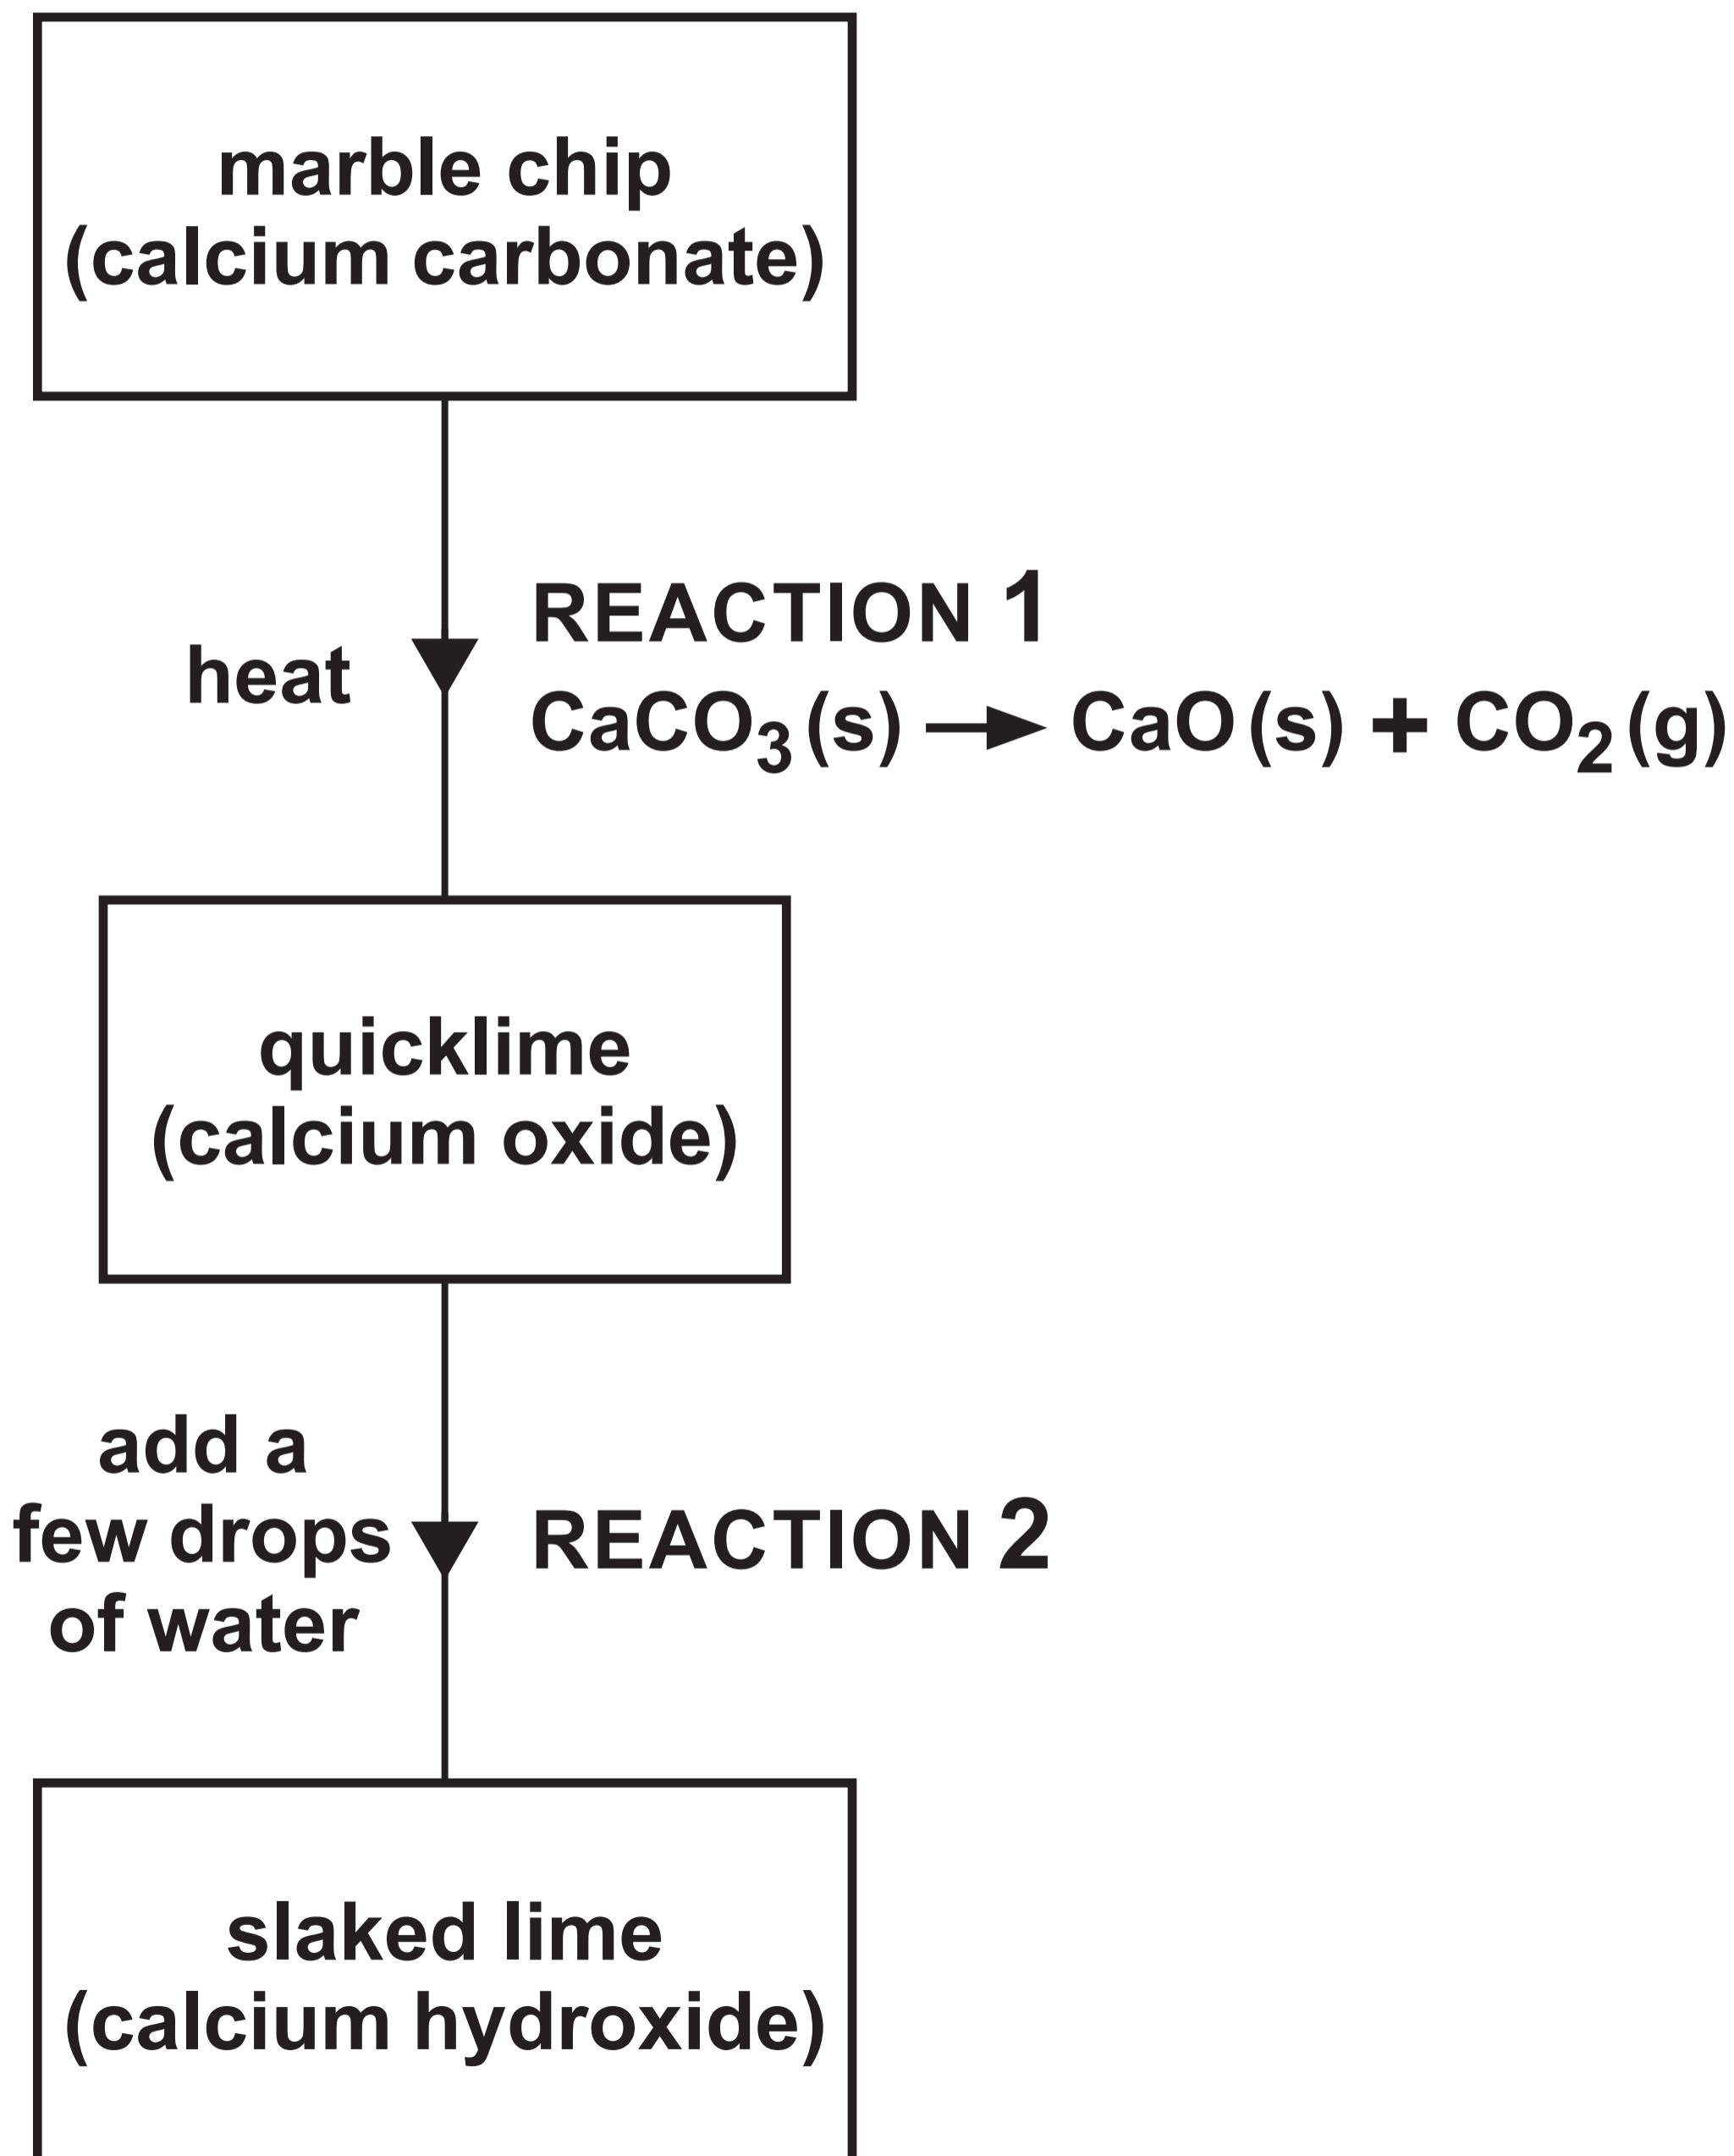 marble chip
(calcium carbonate)
heat
REACTION 1
CaCO₃(s) → CaO(s) + CO₂(g)
quicklime
(calcium oxide)
add a
few drops
of water
REACTION 2
slaked lime
(calcium hydroxide)